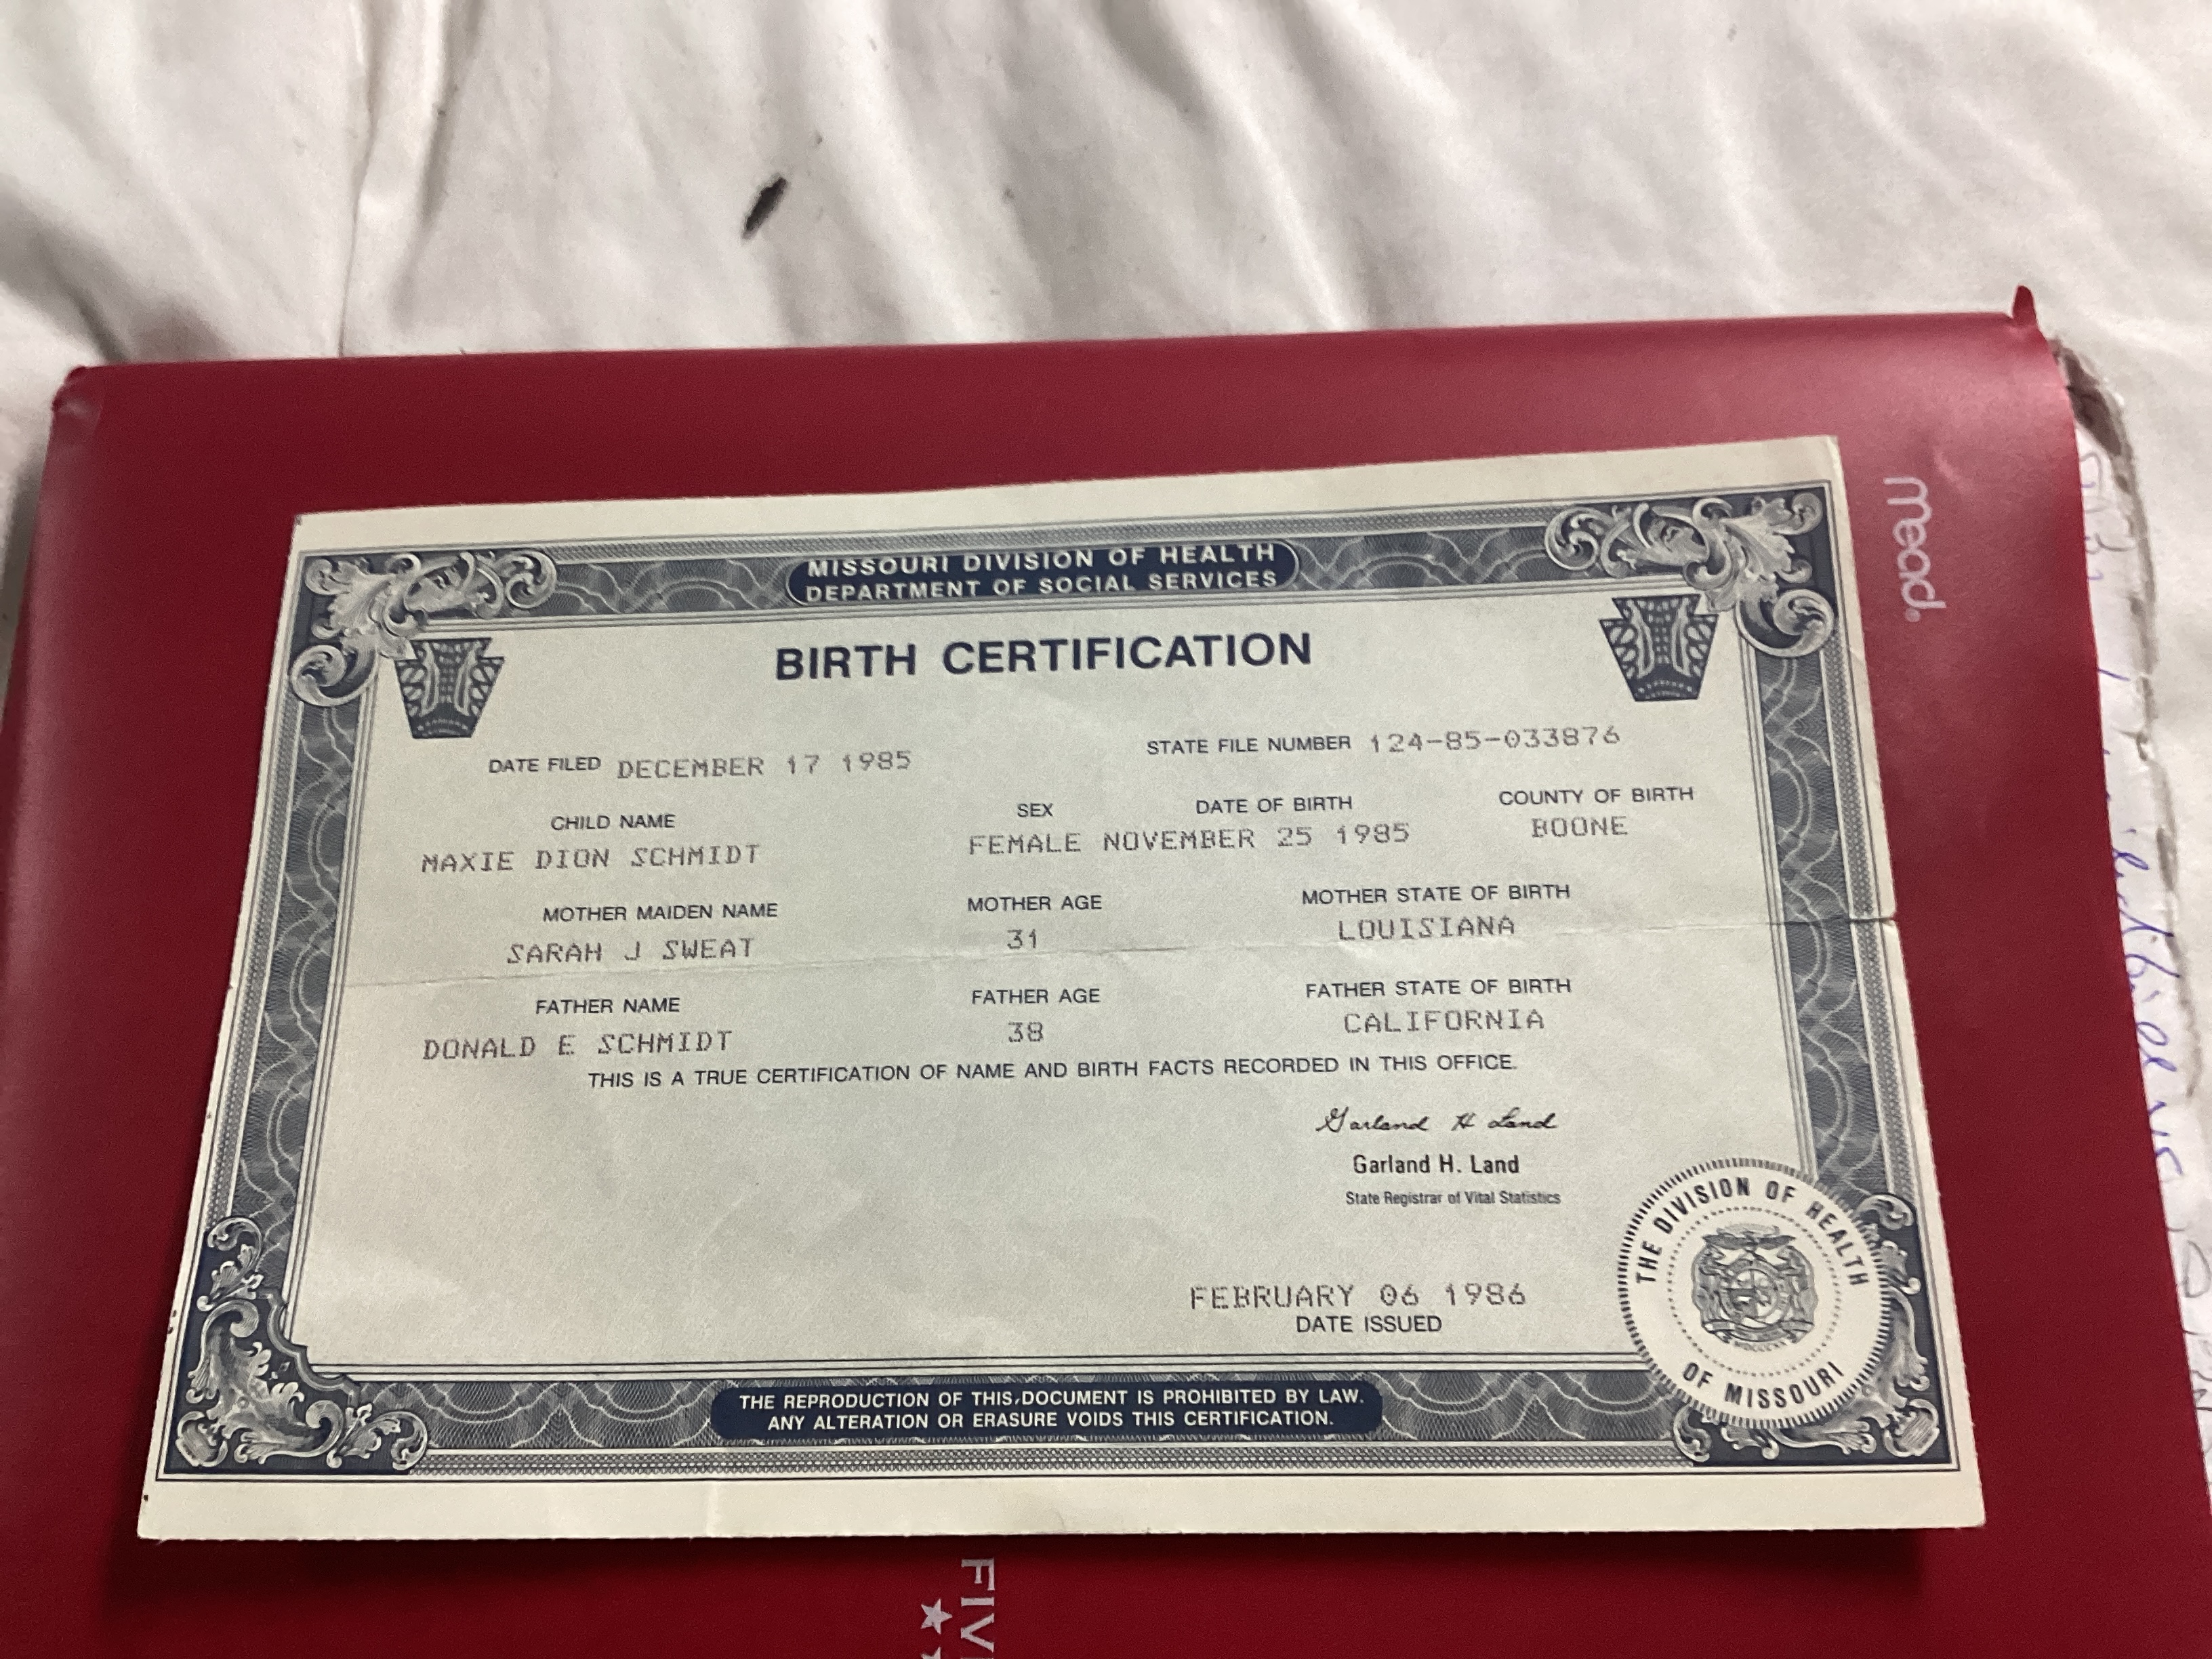 MISSOURI DIVISION OF HEALTH
DEPARTMENT OF SOCIAL SERVICES
BIRTH CERTIFICATION
DATE FILED DECEMBER 17 1985 STATE FILE NUMBER 124-85-033876
CHILD NAME SEX DATE OF BIRTH COUNTY OF BIRTH
MAXIE DION SCHMIDT FEMALE NOVEMBER 25 1985 BOONE
MOTHER MAIDEN NAME MOTHER AGE MOTHER STATE OF BIRTH
SARAH J SWEAT 31 LOUISIANA
FATHER NAME FATHER AGE FATHER STATE OF BIRTH
DONALD E SCHMIDT 38 CALIFORNIA
THIS IS A TRUE CERTIFICATION OF NAME AND BIRTH FACTS RECORDED IN THIS OFFICE.
Garland H Land
Garland H. Land
State Registrar of Vital Statistics
FEBRUARY 06 1986
DATE ISSUED
THE DIVISION OF HEALTH
OF MISSOURI
THE REPRODUCTION OF THIS DOCUMENT IS PROHIBITED BY LAW.
ANY ALTERATION OR ERASURE VOIDS THIS CERTIFICATION.
Mead